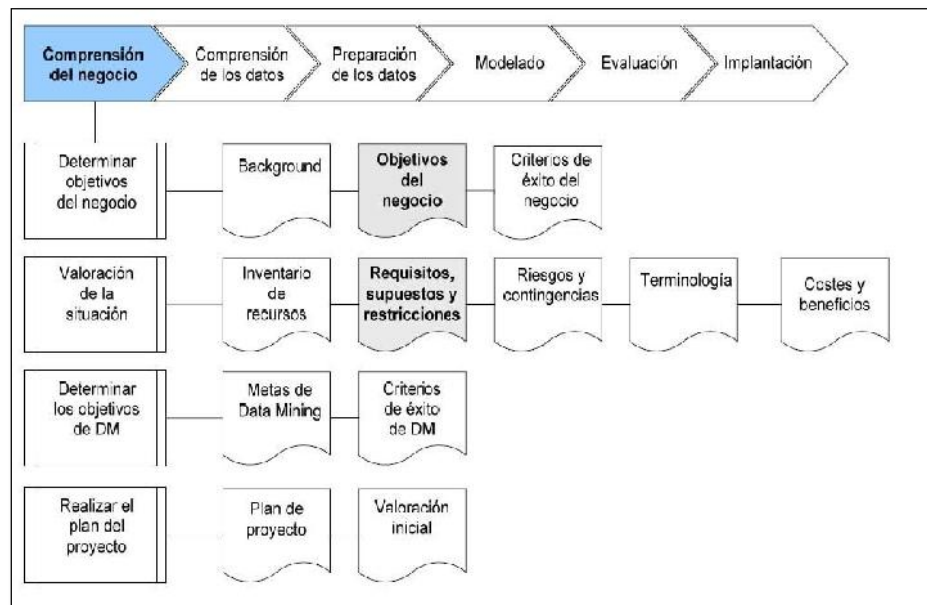 Comprensión
del negocio
Comprensión
de los datos
Preparación
de los datos
Modelado
Evaluación
Implantación
Determinar
objetivos
del negocio
Background
Objetivos
del
negocio
Criterios de
éxito del
negocio
Valoración
de la
situación
Inventario
de
recursos
Requisitos,
supuestos y
restricciones
Riesgos y
contingencias
Terminología
Costes y
beneficios
Determinar
los objetivos
de DM
Metas de
Data Mining
Criterios
de éxito
de DM
Realizar el
plan del
proyecto
Plan de
proyecto
Valoración
inicial